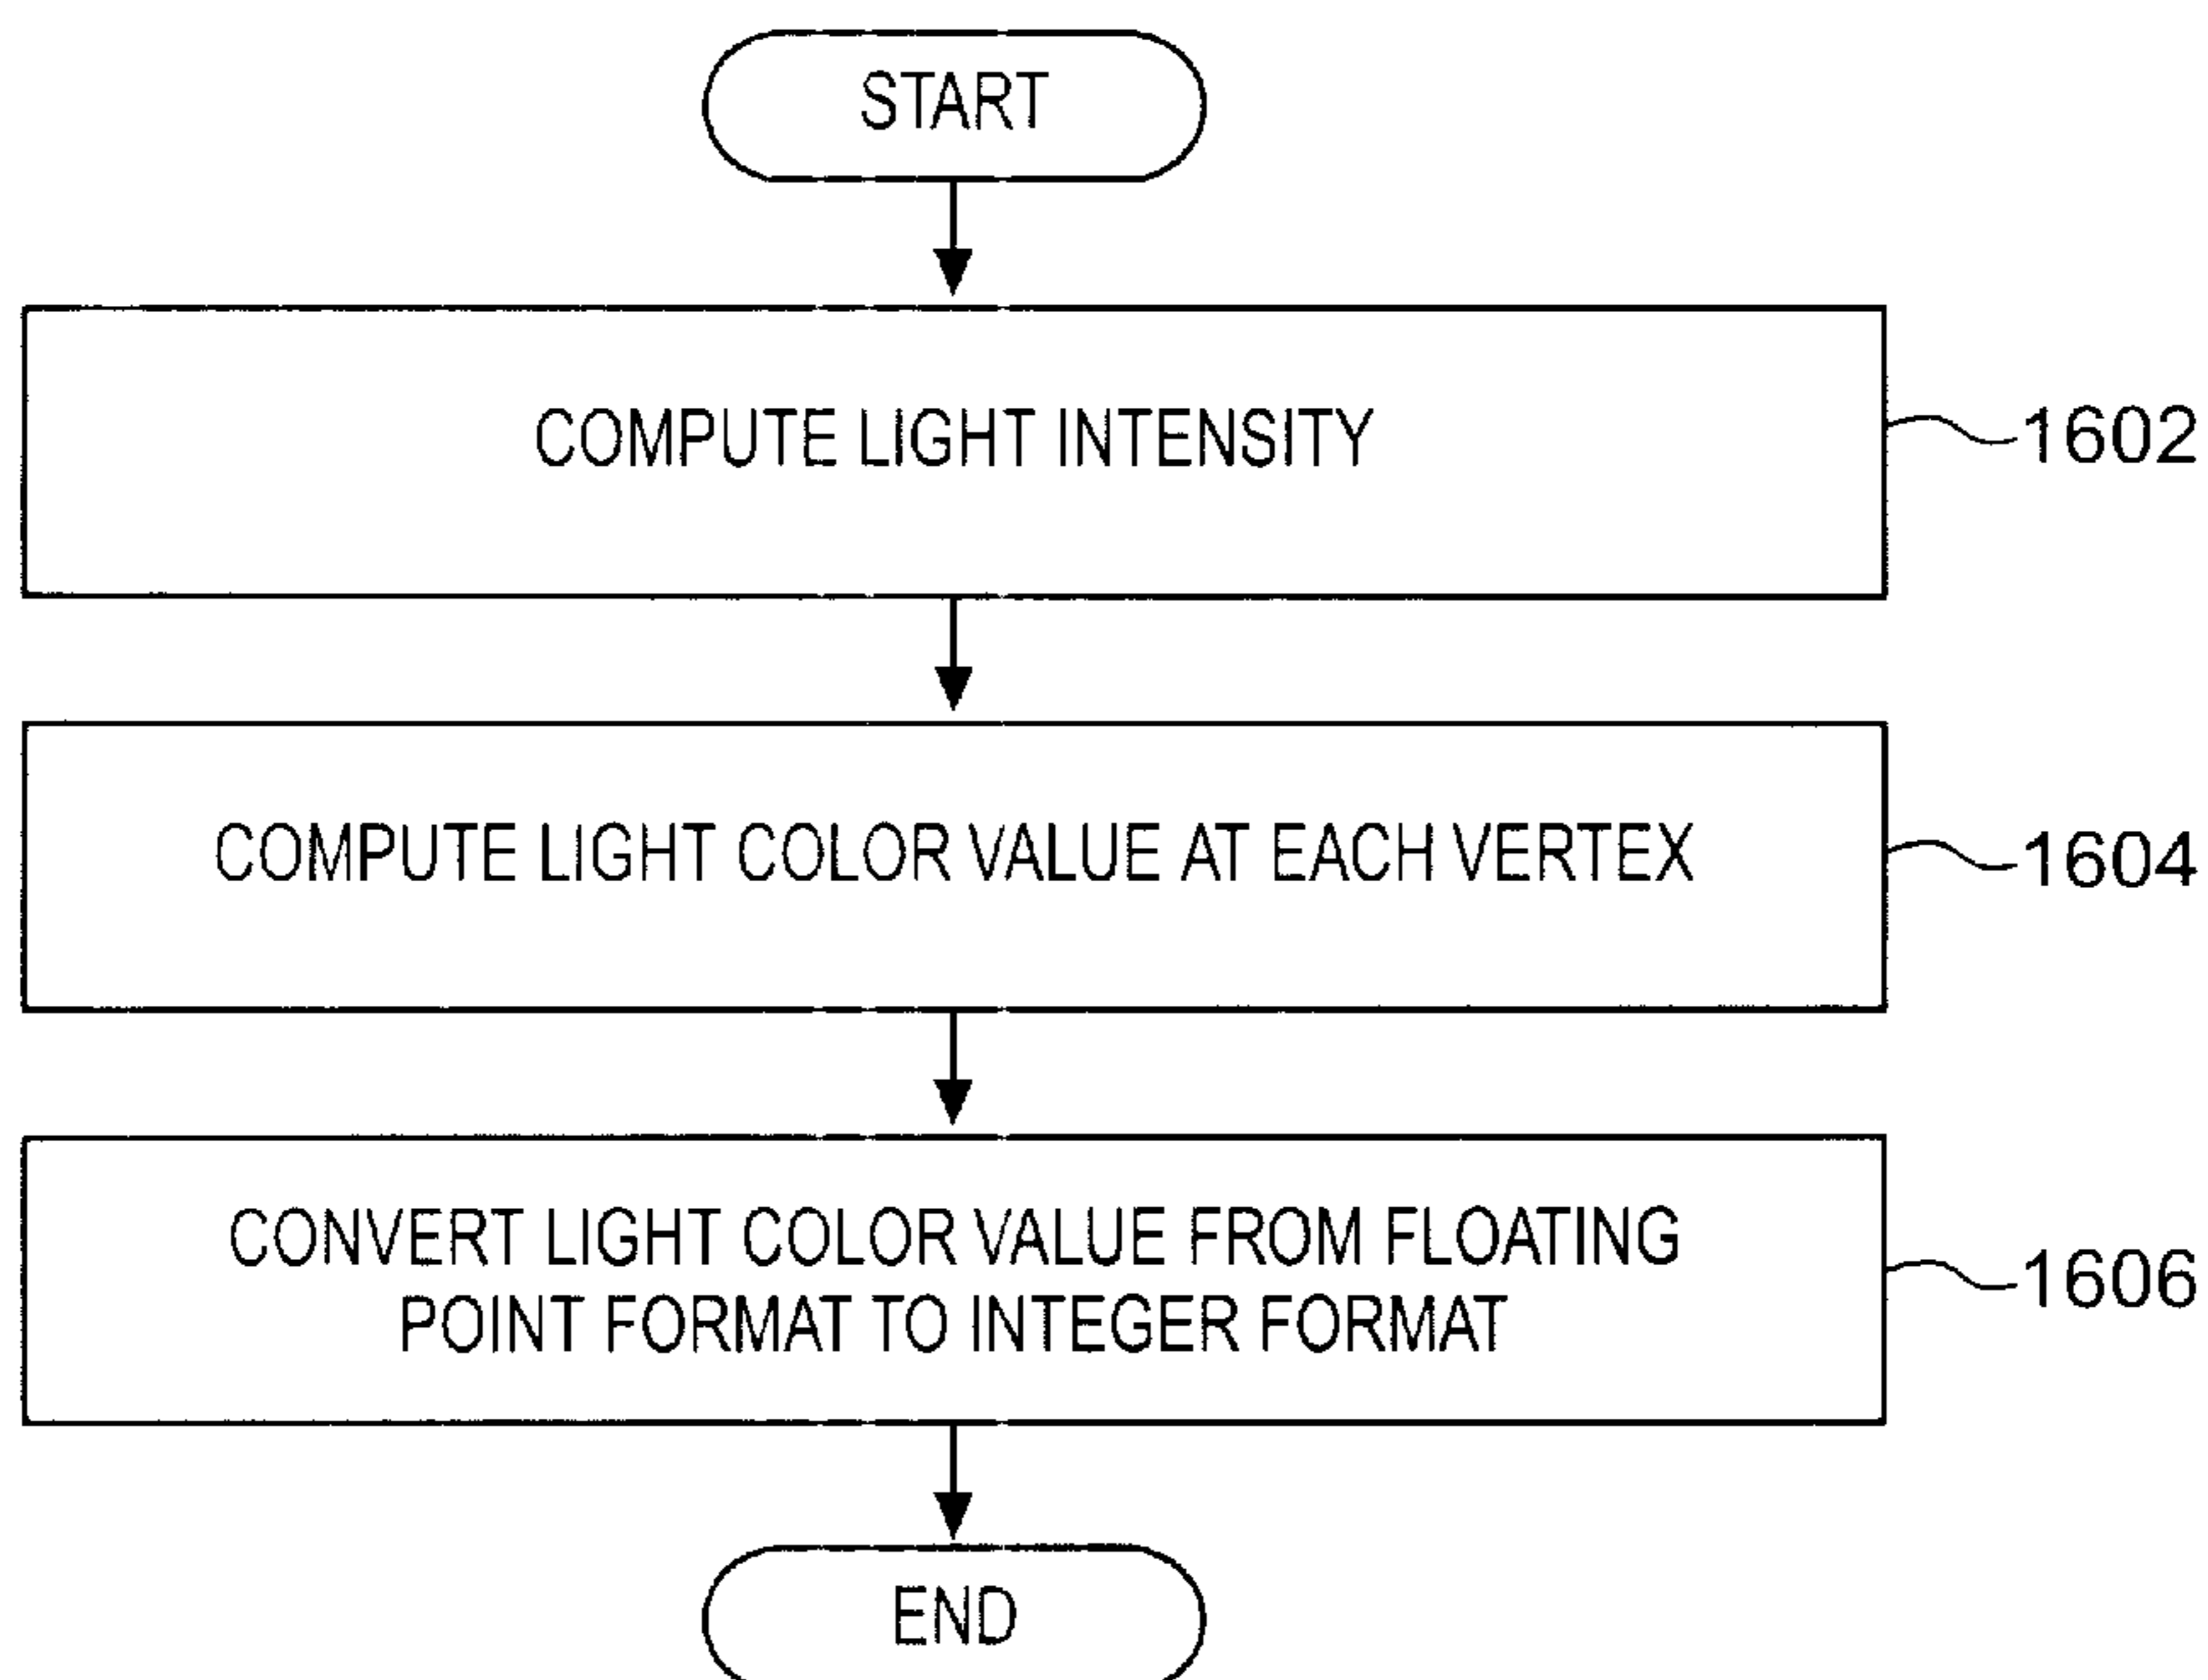 START
COMPUTE LIGHT INTENSITY
1602
COMPUTE LIGHT COLOR VALUE AT EACH VERTEX
1604
CONVERT LIGHT COLOR VALUE FROM FLOATING
POINT FORMAT TO INTEGER FORMAT
1606
END